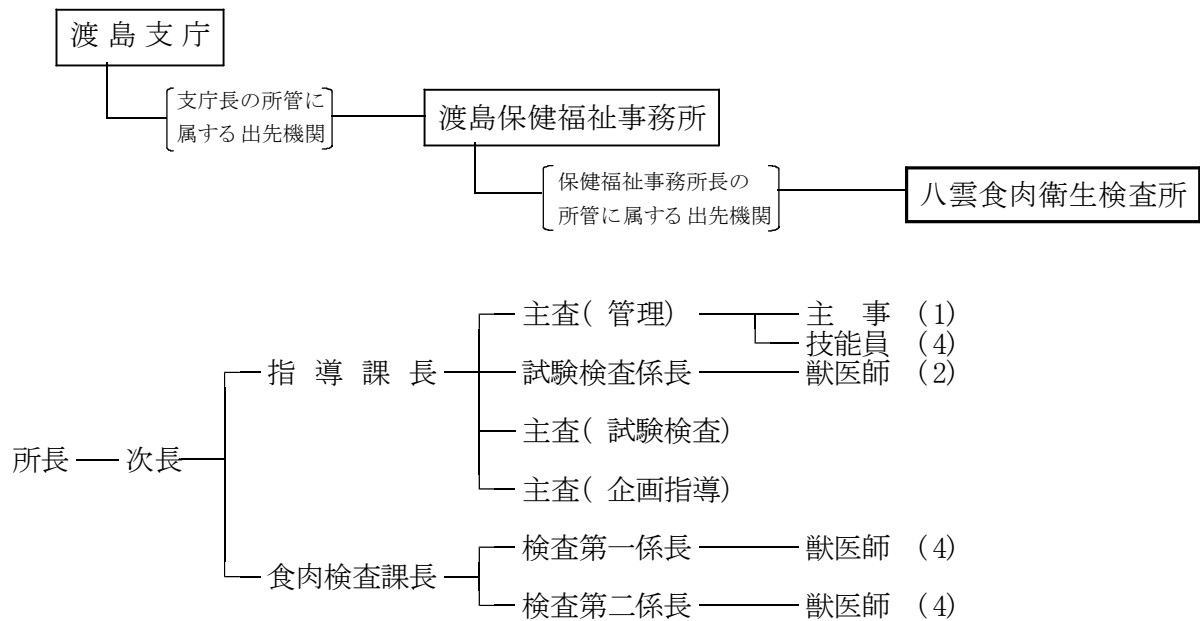 渡島支庁
支庁長の所管に
属する出先機関
渡島保健福祉事務所
保健福祉事務所長の
所管に属する出先機関
八雲食肉衛生検査所
主査( 管理) 主 事 (1)
技能員 (4)
指 導 課 長 試験検査係長 獣医師 (2)
主査( 試験検査)
所長 次長
主査( 企画指導)
検査第一係長 獣医師 (4)
食肉検査課長
検査第二係長 獣医師 (4)